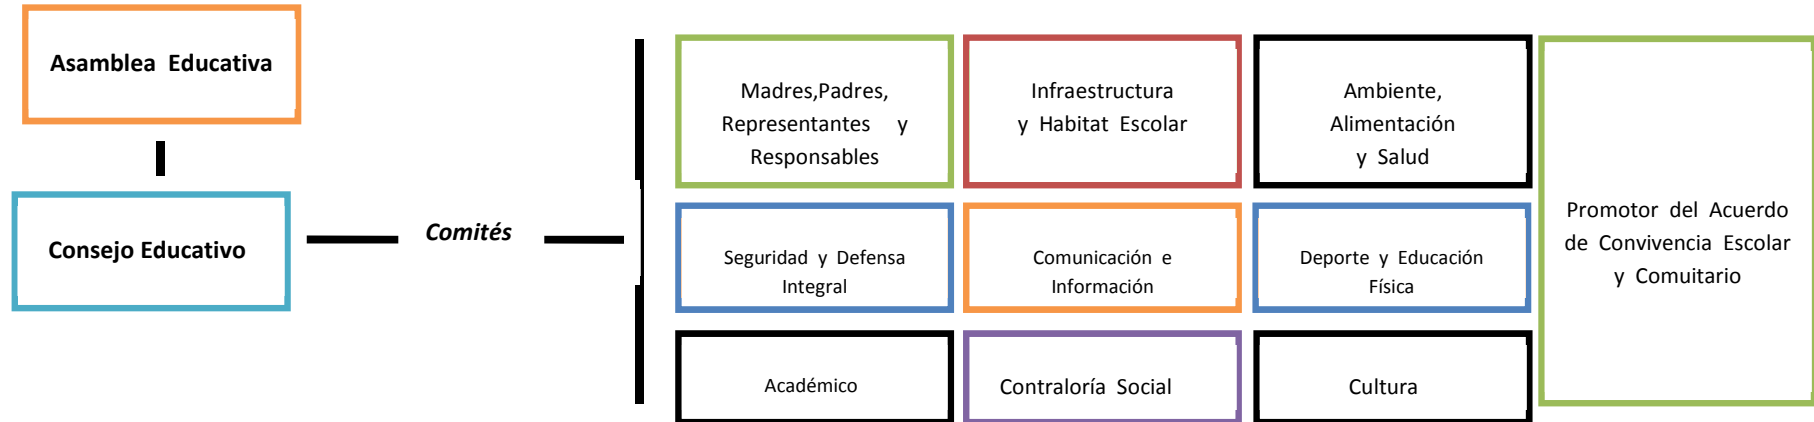 Asamblea Educativa
Consejo Educativo
Comités
Madres,Padres,
Representantes y
Responsables
Infraestructura
y Habitat Escolar
Ambiente,
Alimentación
y Salud
Seguridad y Defensa
Integral
Comunicación e
Información
Deporte y Educación
Física
Académico
Contraloría Social
Cultura
Promotor del Acuerdo
de Convivencia Escolar
y Comuitario